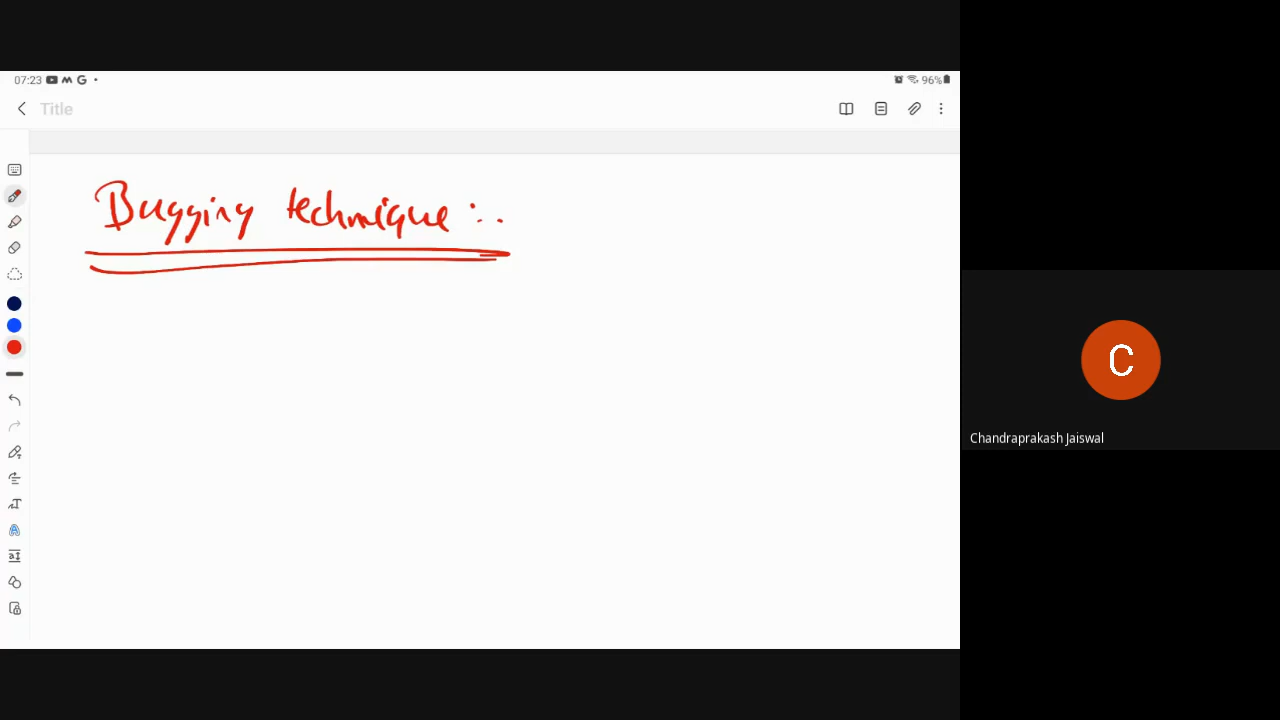 07:23 M G • 96%
Title
Bugging technique :-
C
Chandraprakash Jaiswal